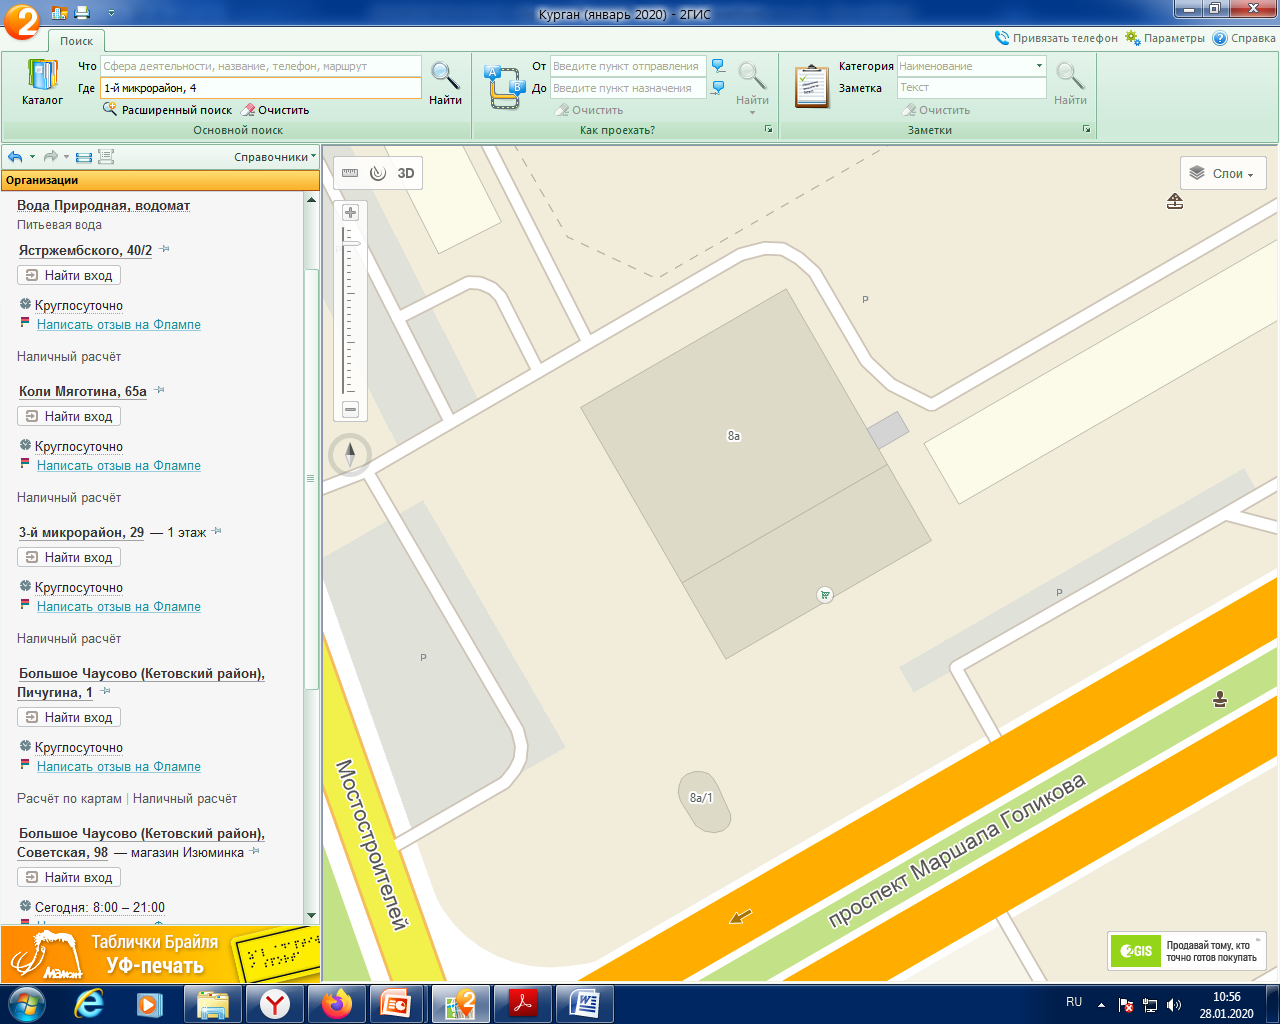 Курган (январь 2020) - 2ГИС
Поиск
Привязать телефон Параметры Справка
Каталог
Что Сфера деятельности, название, телефон, маршрут
Где 1-й микрорайон, 4
Расширенный поиск Очистить
Найти
Основной поиск
От Введите пункт отправления
До Введите пункт назначения
Очистить
Найти
Как проехать?
Категория Наименование
Заметка Текст
Очистить
Найти
Заметки
Справочники
Организации
Вода Природная, водомат
Питьевая вода
Ястржембского, 40/2
Найти вход
Круглосуточно
Написать отзыв на Флампе
Наличный расчёт
Коли Мяготина, 65а
Найти вход
Круглосуточно
Написать отзыв на Флампе
Наличный расчёт
3-й микрорайон, 29 — 1 этаж
Найти вход
Круглосуточно
Написать отзыв на Флампе
Наличный расчёт
Большое Чаусово (Кетовский район),
Пичугина, 1
Найти вход
Круглосуточно
Написать отзыв на Флампе
Расчёт по картам | Наличный расчёт
Большое Чаусово (Кетовский район),
Советская, 98 — магазин Изюминка
Найти вход
Сегодня: 8:00 – 21:00
Мамонт
Таблички Брайля
УФ-печать
3D
Слои
P
8а
P
P
8а/1
Мостостроителей
проспект Маршала Голикова
2GIS
Продавай тому, кто
точно готов покупать
RU
10:56
28.01.2020